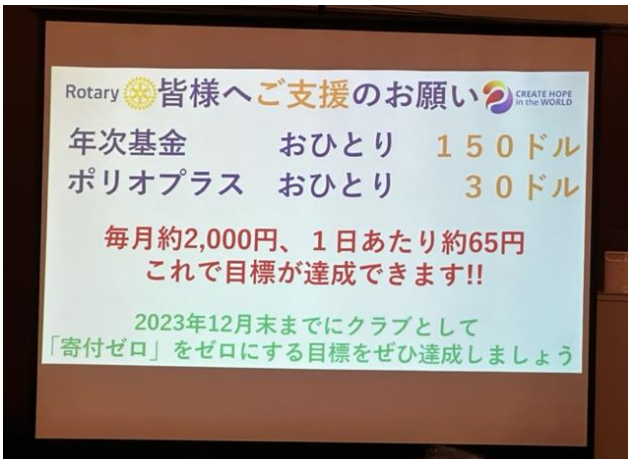 Rotary 皆様へご支援のお願い CREATE HOPE in the WORLD
年次基金 おひとり 150ドル
ポリオプラス おひとり 30ドル
毎月約2,000円、1日あたり約65円
これで目標が達成できます!!
2023年12月末までにクラブとして
「寄付ゼロ」をゼロにする目標をぜひ達成しましょう